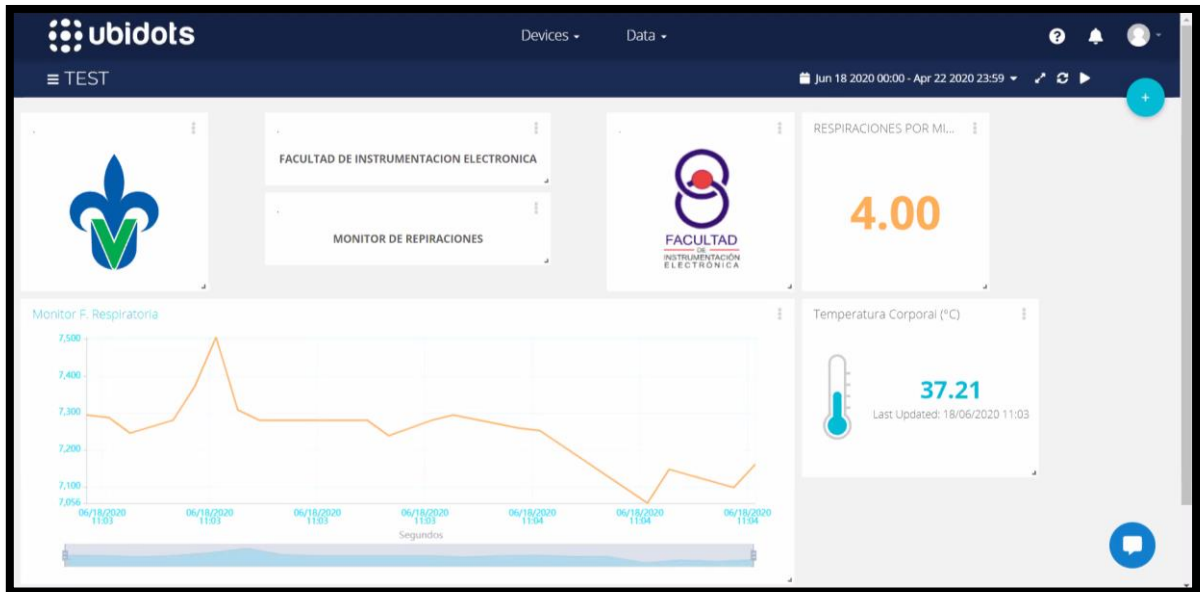 ubidots
Devices
Data
TEST
Jun 18 2020 00:00 - Apr 22 2020 23:59
.
.
FACULTAD DE INSTRUMENTACION ELECTRONICA
.
MONITOR DE REPIRACIONES
.
FACULTAD
DE
INSTRUMENTACIÓN
ELECTRÓNICA
RESPIRACIONES POR MI...
4.00
Monitor F. Respiratoria
7,500
7,400
7,300
7,200
7,100
7,056
06/18/2020 06/18/2020 06/18/2020 06/18/2020 06/18/2020 06/18/2020 06/18/2020
11:03 11:03 11:03 11:03 11:04 11:04 11:04
Segundos
Temperatura Corporal (°C)
37.21
Last Updated: 18/06/2020 11:03